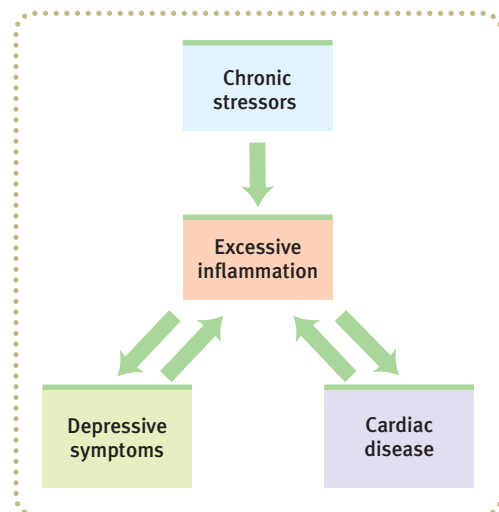 Chronic
stressors
Excessive
inflammation
Depressive
symptoms
Cardiac
disease